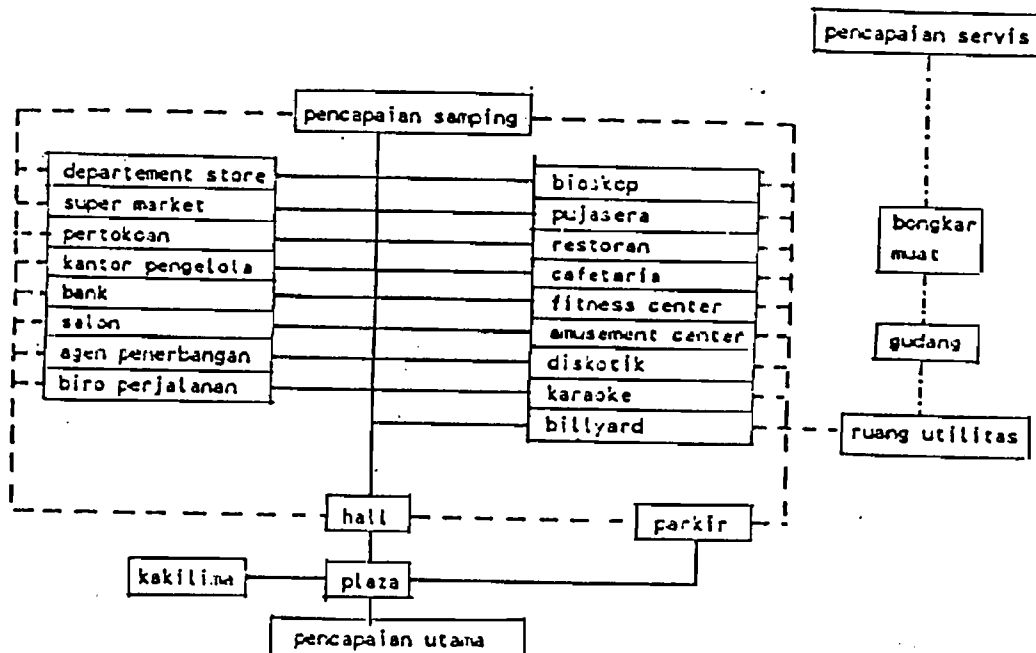 pencapaian servis
pencapaian samping
departement store
super market
pertokoan
kantor pengelola
bank
salon
agen penerbangan
biro perjalanan
bioskop
pujasera
restoran
cafetaria
fitness center
amusement center
diskotik
karaoke
billyard
bongkar
muat
gudang
ruang utilitas
hall
parkir
kakilima
plaza
pencapaian utama